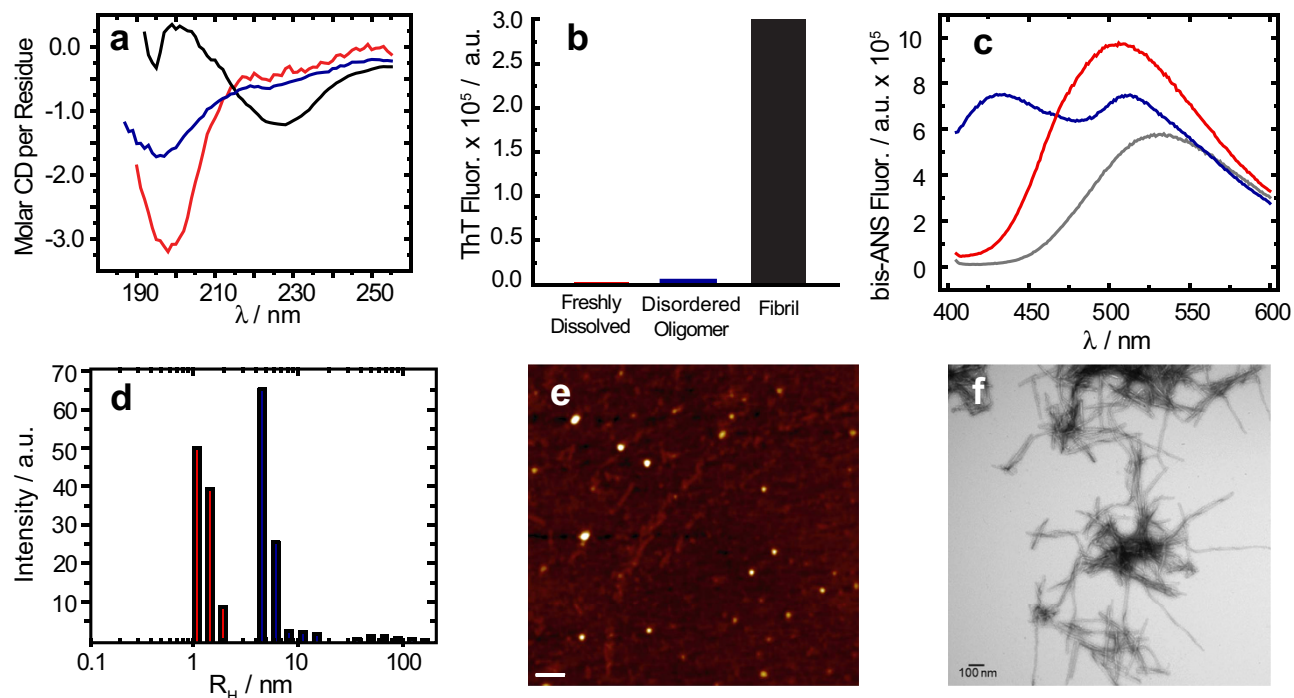 a
0.0
-1.0
-2.0
-3.0
Molar CD per Residue
190
210
230
250
λ / nm
b
3.0
2.5
2.0
1.5
1.0
0.5
0.0
ThT Fluor. x 10⁵ / a.u.
Freshly
Dissolved
Disordered
Oligomer
Fibril
c
10
8
6
4
2
0
bis-ANS Fluor. / a.u. x 10⁵
400
450
500
550
600
λ / nm
d
70
60
50
40
30
20
10
Intensity / a.u.
0.1
1
10
100
R_H / nm
e
f
100 nm